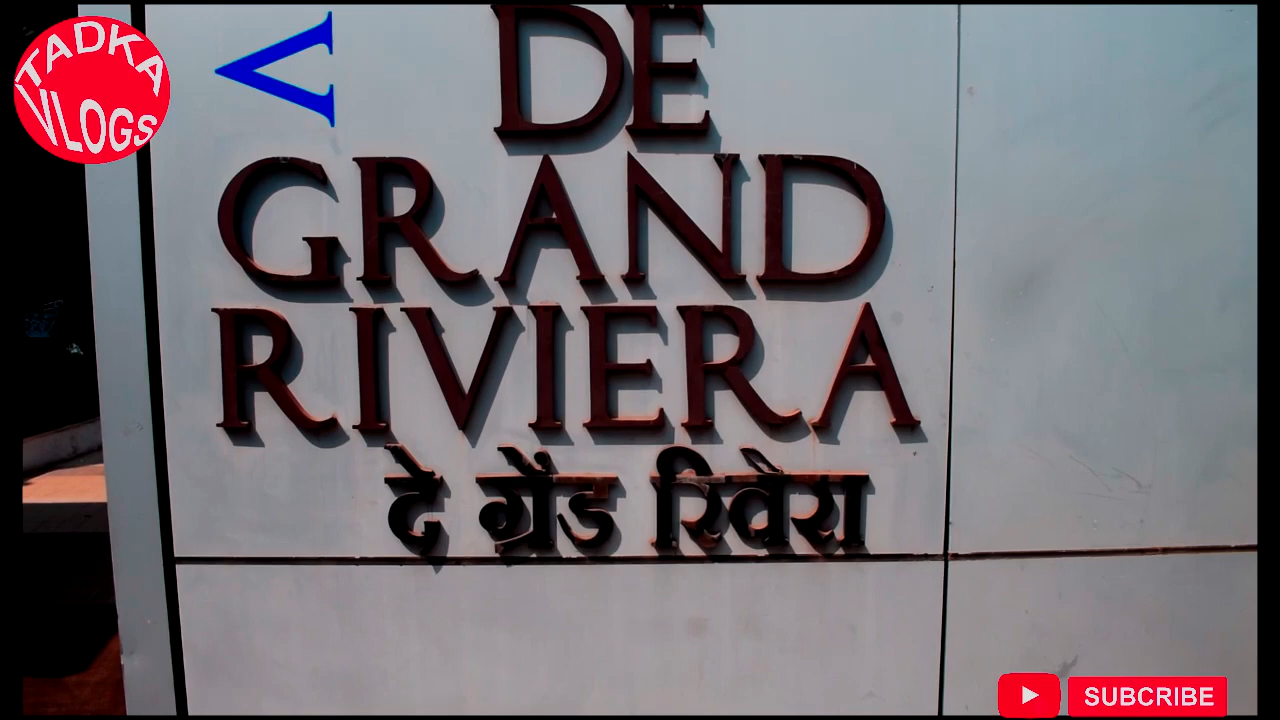 TADKA
VLOGS
V
DE
GRAND
RIVIERA
दे ग्रैंड रिवेरा
SUBCRIBE